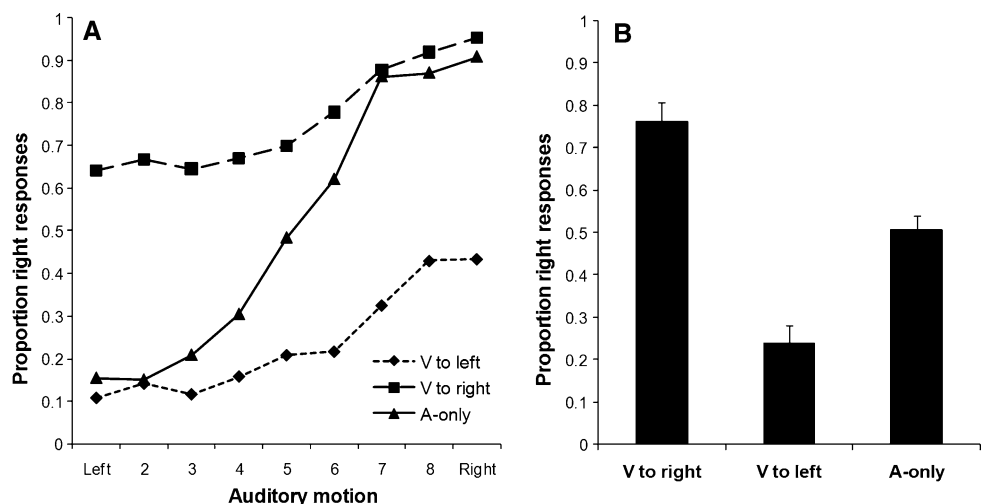 A
Proportion right responses
1
0.9
0.8
0.7
0.6
0.5
0.4
0.3
0.2
0.1
0
Left 2 3 4 5 6 7 8 Right
Auditory motion
V to left
V to right
A-only
B
Proportion right responses
1
0.9
0.8
0.7
0.6
0.5
0.4
0.3
0.2
0.1
0
V to right V to left A-only